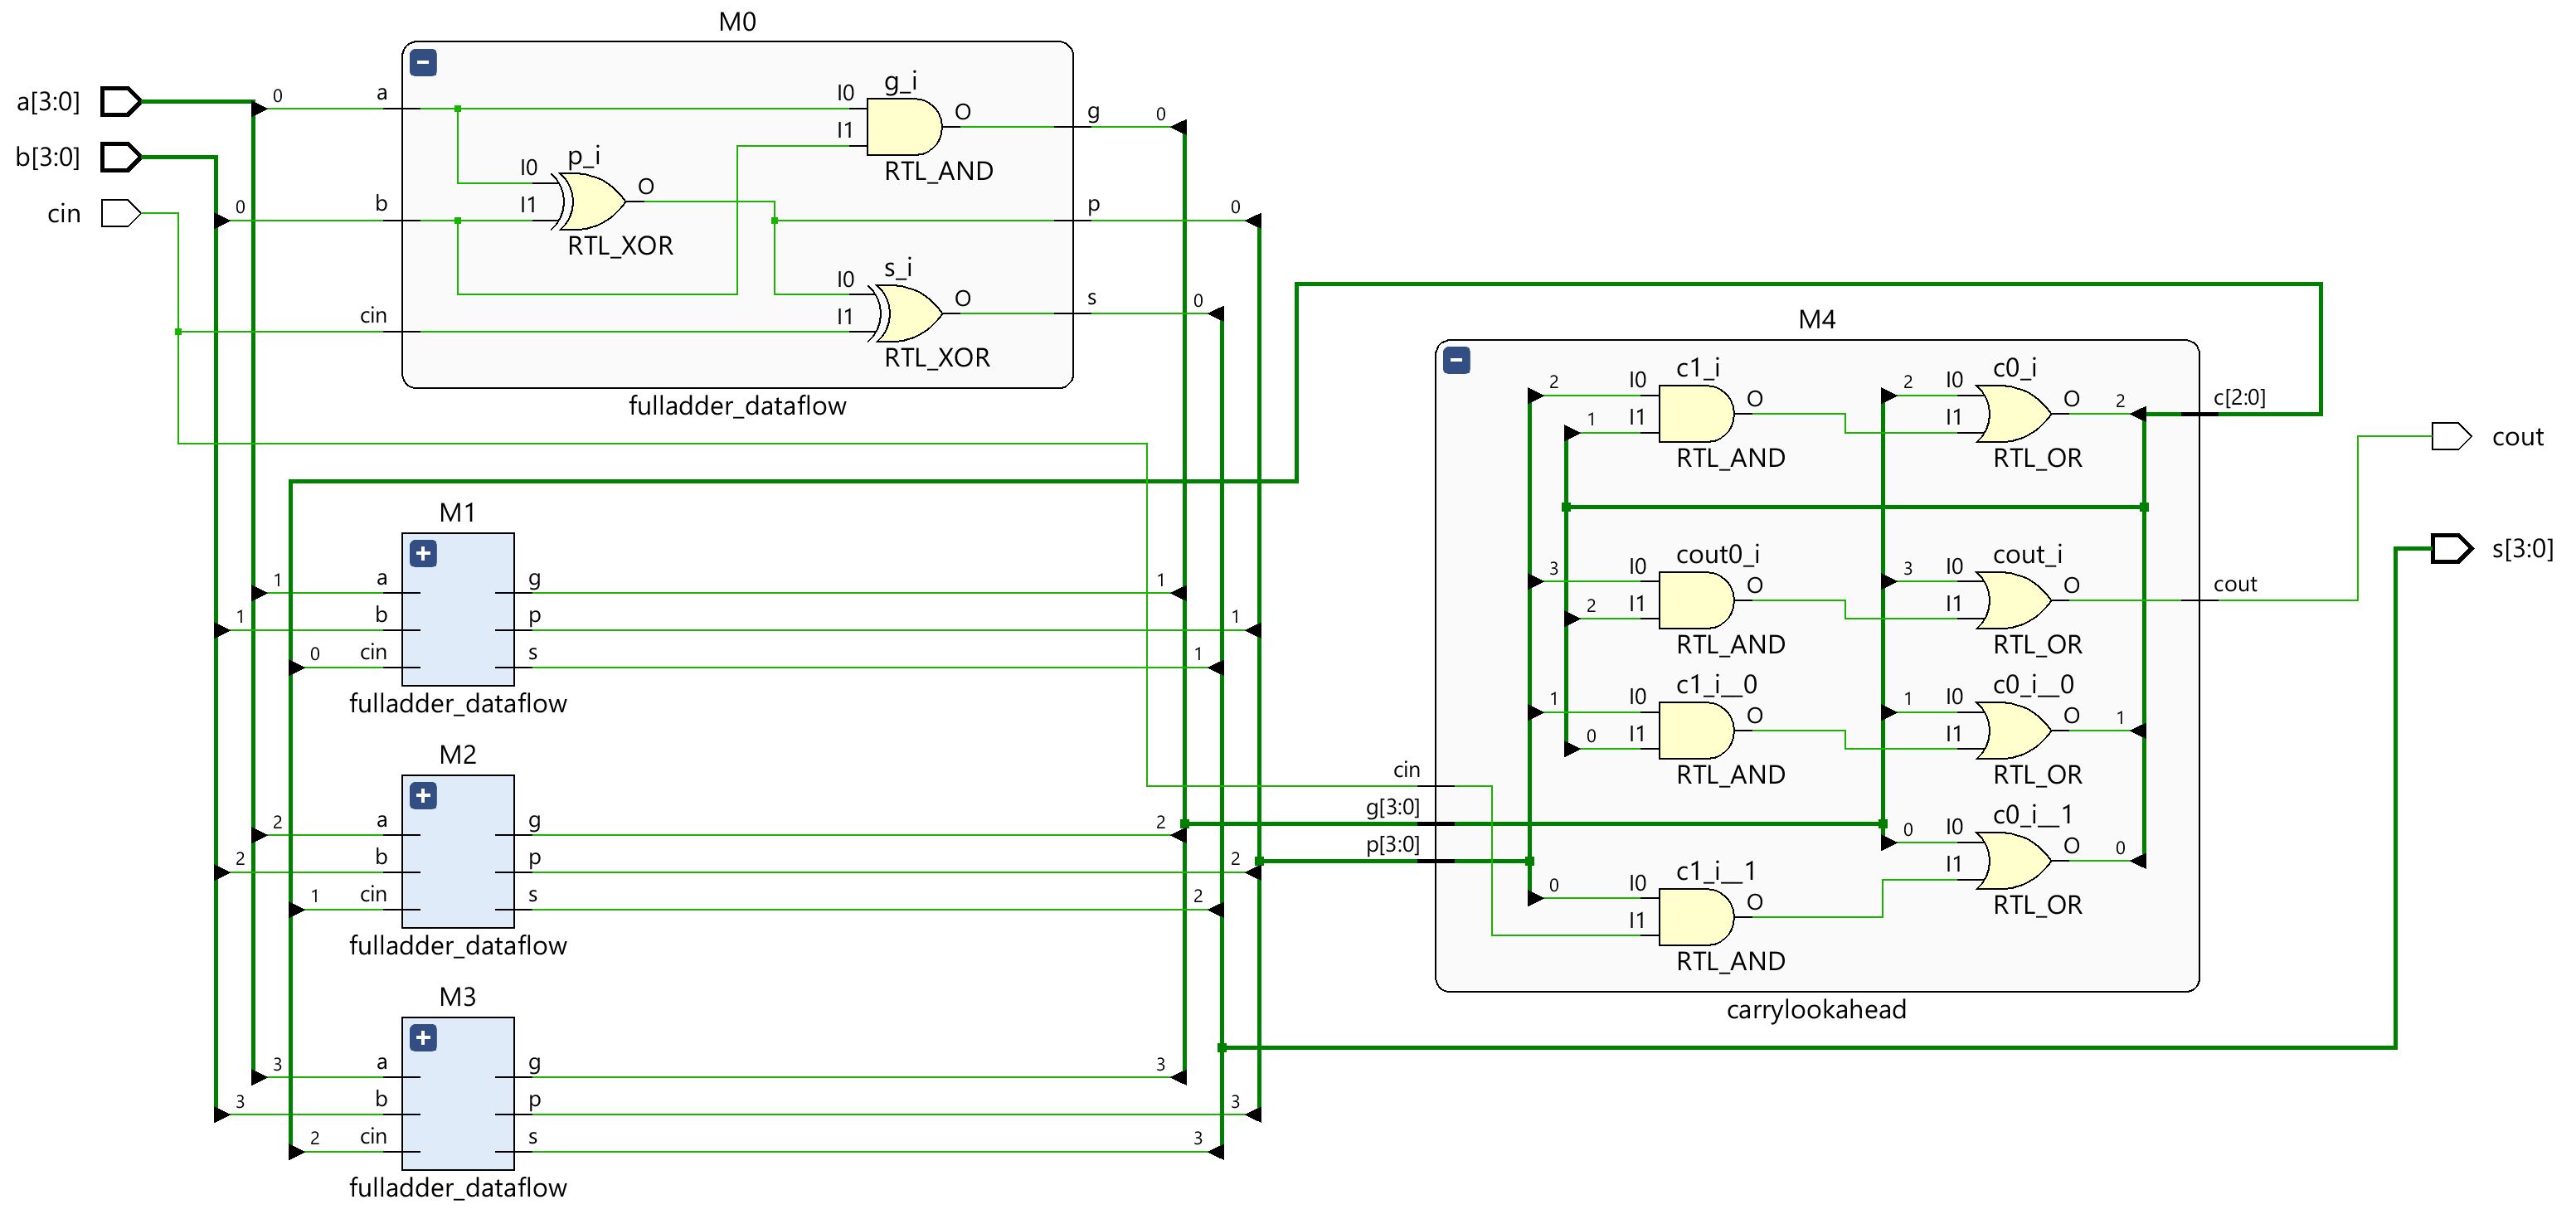 M0
a[3:0]
b[3:0]
cin
0
a
0
b
cin
I0
I1
p_i
O
RTL_XOR
I0
I1
g_i
O
RTL_AND
I0
I1
s_i
O
RTL_XOR
g
0
p
0
s
0
fulladder_dataflow
M1
1
a
g
1
1
b
p
1
0
cin
s
1
fulladder_dataflow
M2
2
a
g
2
2
b
p
2
1
cin
s
2
fulladder_dataflow
M3
3
a
g
3
3
b
p
3
2
cin
s
3
fulladder_dataflow
M4
cin
g[3:0]
p[3:0]
2
I0
1
I1
c1_i
O
RTL_AND
2
I0
I1
c0_i
O
2
RTL_OR
c[2:0]
3
I0
2
I1
cout0_i
O
RTL_AND
3
I0
I1
cout_i
O
RTL_OR
cout
1
I0
0
I1
c1_i__0
O
RTL_AND
1
I0
I1
c0_i__0
O
1
RTL_OR
0
I0
I1
c1_i__1
O
RTL_AND
0
I0
I1
c0_i__1
O
0
RTL_OR
carrylookahead
cout
s[3:0]